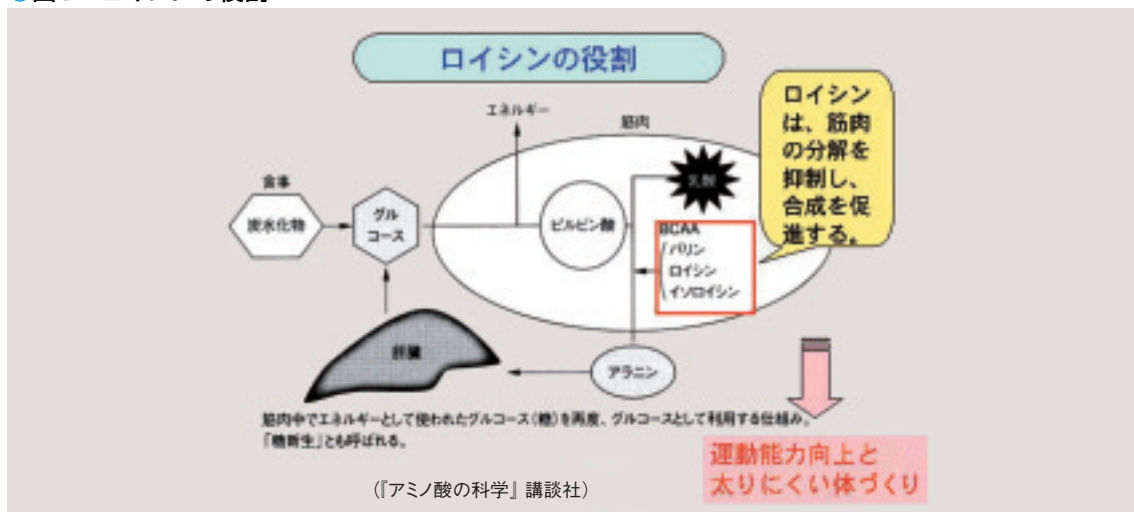 ロイシンの役割
エネルギー
筋肉
食事
炭水化物
グル
コース
ピルビン酸
乳酸
BCAA
バリン
ロイシン
イソロイシン
ロイシン
は、筋肉
の分解を
抑制し、
合成を促
進する。
肝臓
アラニン
筋肉中でエネルギーとして使われたグルコース(糖)を再度、グルコースとして利用する仕組み。
「糖新生」とも呼ばれる。
運動能力向上と
太りにくい体づくり
(『アミノ酸の科学』講談社)